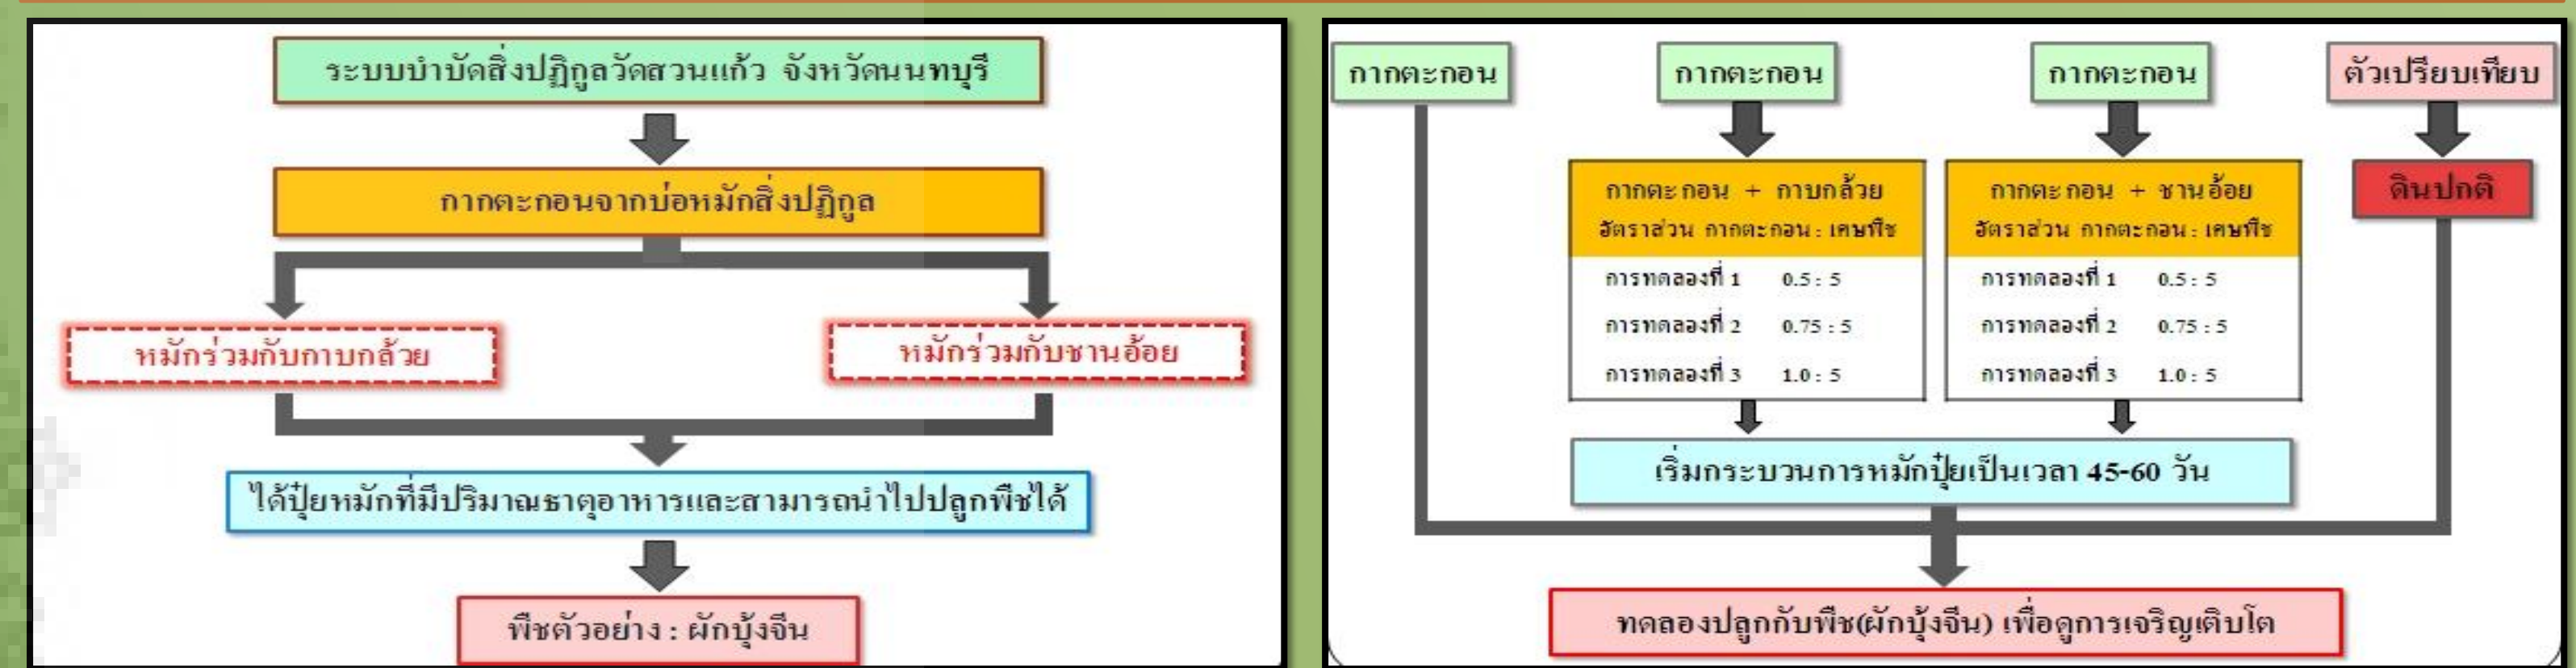 ระบบบำบัดสิ่งปฏิกูลวัดสวนแก้ว จังหวัดนนทบุรี
กากตะกอนจากบ่อหมักสิ่งปฏิกูล
หมักร่วมกับกาบกล้วย
หมักร่วมกับชานอ้อย
ได้ปุ๋ยหมักที่มีปริมาณธาตุอาหารและสามารถนำไปปลูกพืชได้
พืชตัวอย่าง : ผักบุ้งจีน
กากตะกอน
กากตะกอน
กากตะกอน
ตัวเปรียบเทียบ
กากตะกอน + กาบกล้วย
อัตราส่วน กากตะกอน : เศษพืช
การทดลองที่ 1 0.5 : 5
การทดลองที่ 2 0.75 : 5
การทดลองที่ 3 1.0 : 5
กากตะกอน + ชานอ้อย
อัตราส่วน กากตะกอน : เศษพืช
การทดลองที่ 1 0.5 : 5
การทดลองที่ 2 0.75 : 5
การทดลองที่ 3 1.0 : 5
ดินปกติ
เริ่มกระบวนการหมักปุ๋ยเป็นเวลา 45-60 วัน
ทดลองปลูกกับพืช(ผักบุ้งจีน) เพื่อดูการเจริญเติบโต